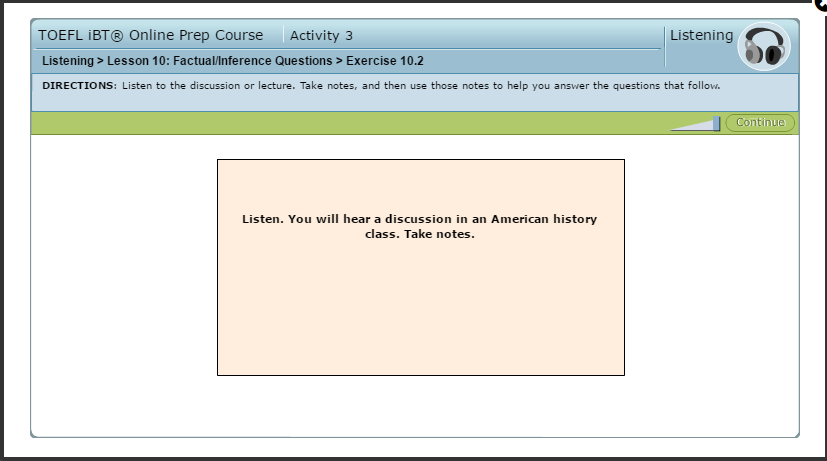 TOEFL iBT® Online Prep Course Activity 3 Listening
Listening > Lesson 10: Factual/Inference Questions > Exercise 10.2
DIRECTIONS: Listen to the discussion or lecture. Take notes, and then use those notes to help you answer the questions that follow.
Continue
Listen. You will hear a discussion in an American history
class. Take notes.